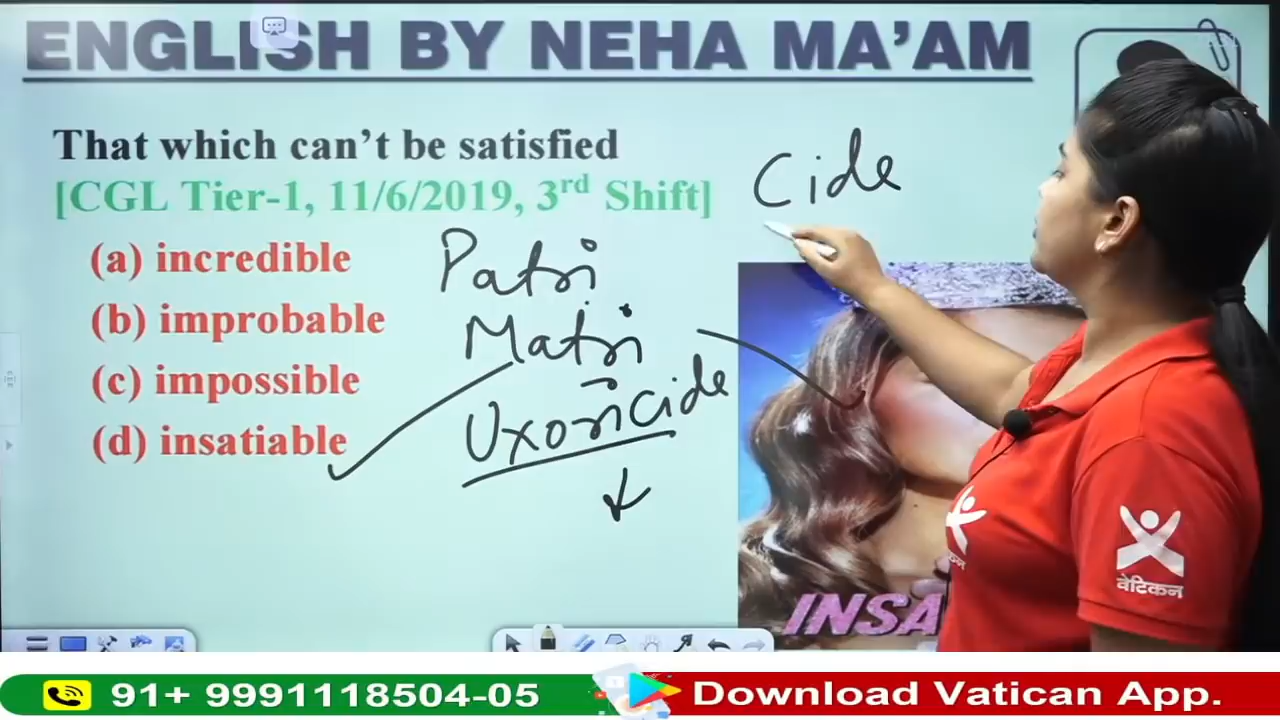 ENGLISH BY NEHA MA’AM
That which can’t be satisfied
[CGL Tier-1, 11/6/2019, 3rd Shift]
Cide
(a) incredible
Patri
(b) improbable
Matri
(c) impossible
Uxoricide
(d) insatiable
INSA
वेटिकन
91+ 9991118504-05
Download Vatican App.